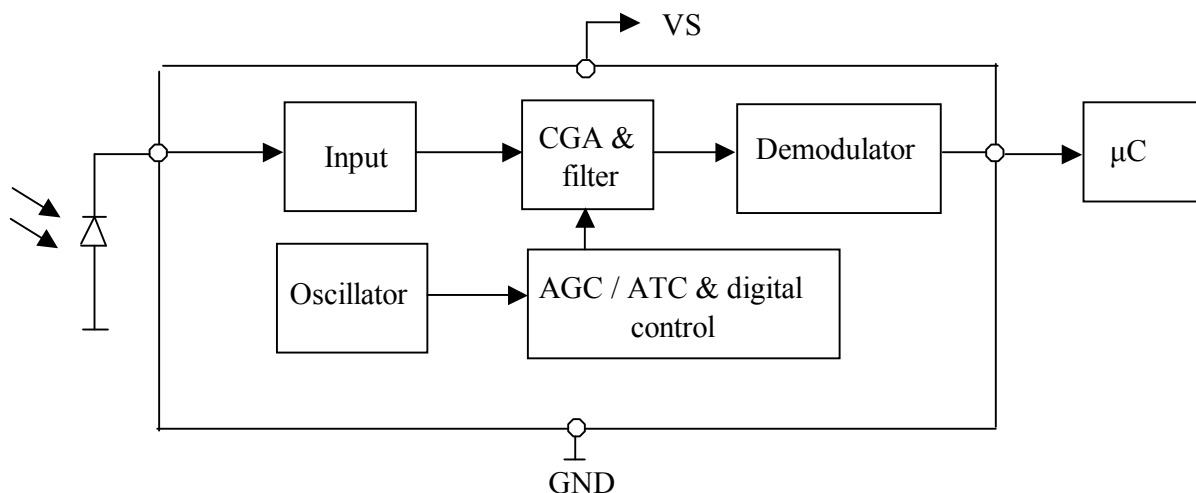 VS
Input
CGA &
filter
Demodulator
μC
Oscillator
AGC / ATC & digital
control
GND